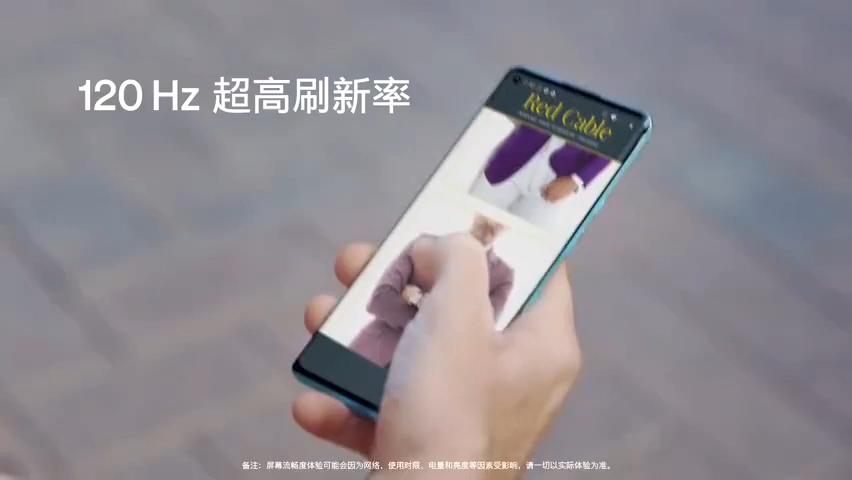 120 Hz 超高刷新率
Red Cable
备注：屏幕流畅度体验可能会因为网络、使用时限、电量和亮度等因素受影响，请一切以实际体验为准。